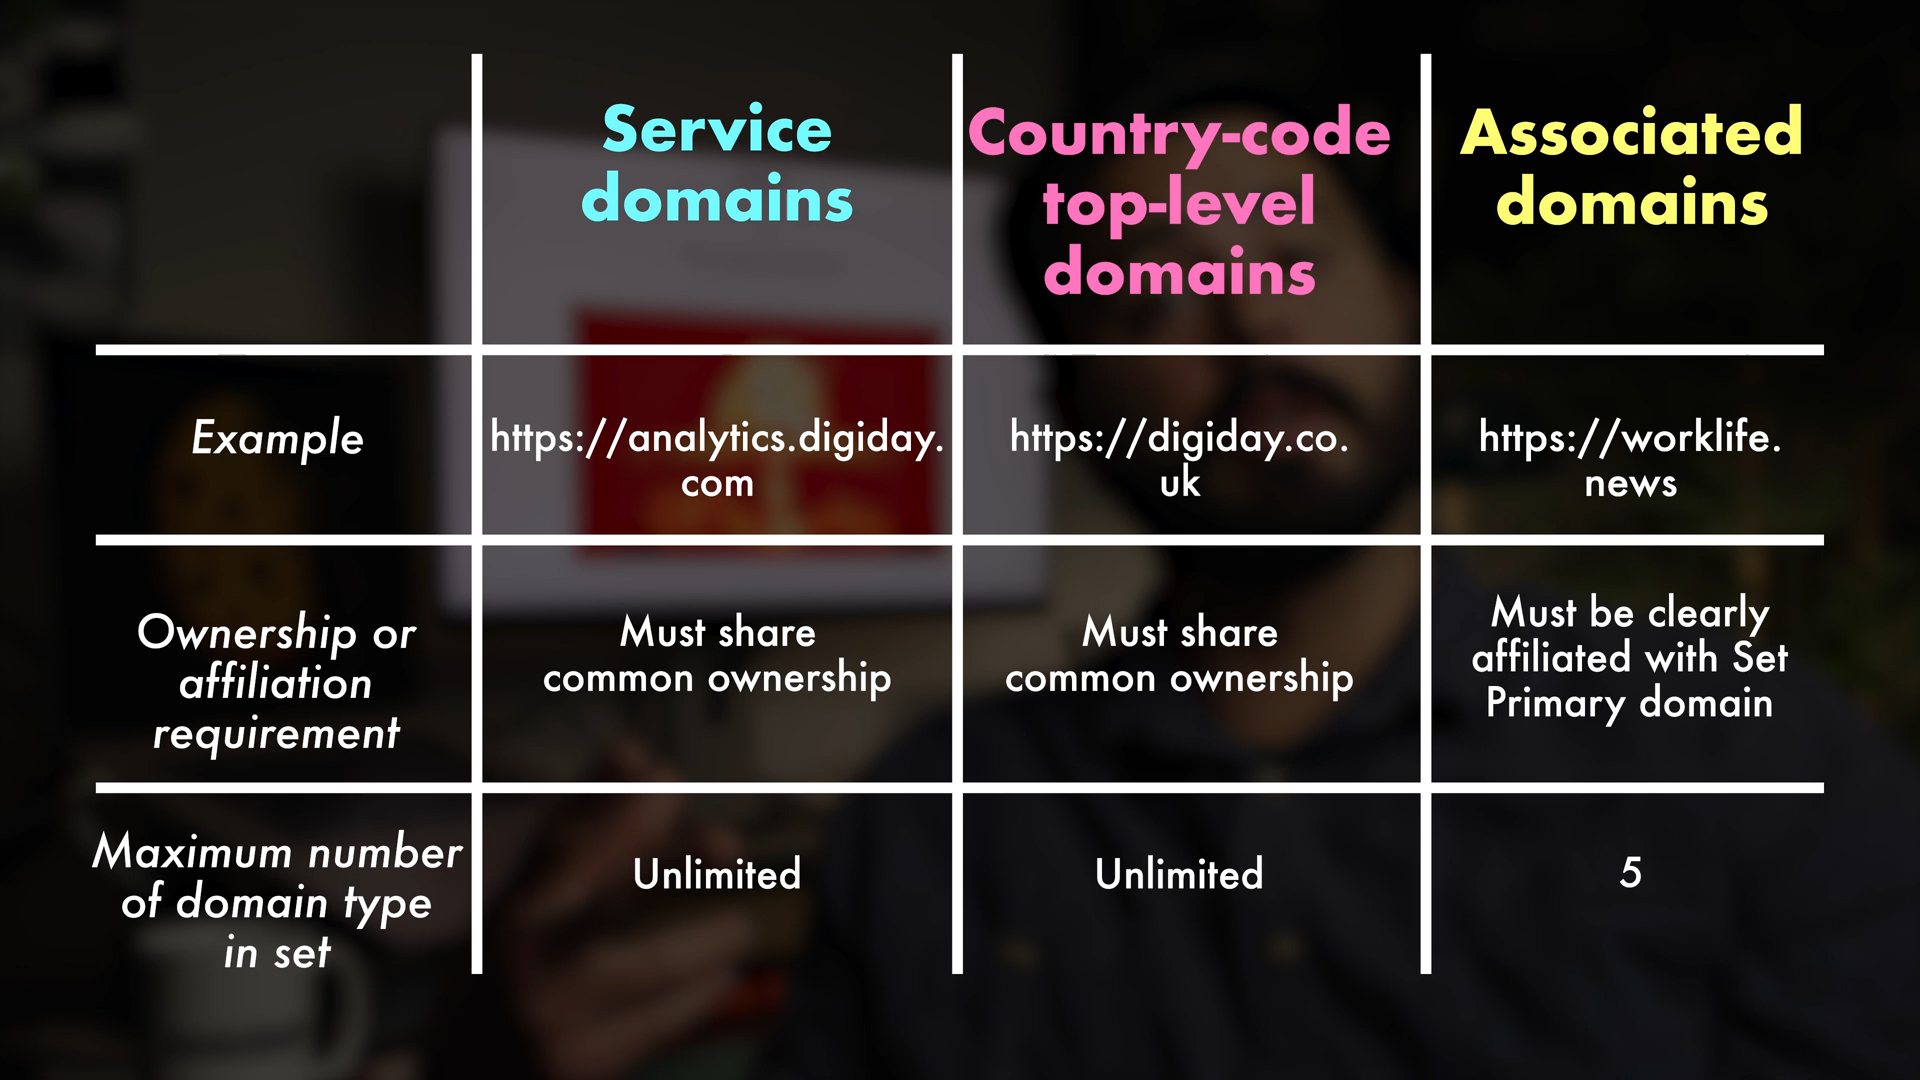 Service
domains
Country-code
top-level
domains
Associated
domains
Example
https://analytics.digiday.
com
https://digiday.co.
uk
https://worklife.
news
Ownership or
affiliation
requirement
Must share
common ownership
Must share
common ownership
Must be clearly
affiliated with Set
Primary domain
Maximum number
of domain type
in set
Unlimited
Unlimited
5